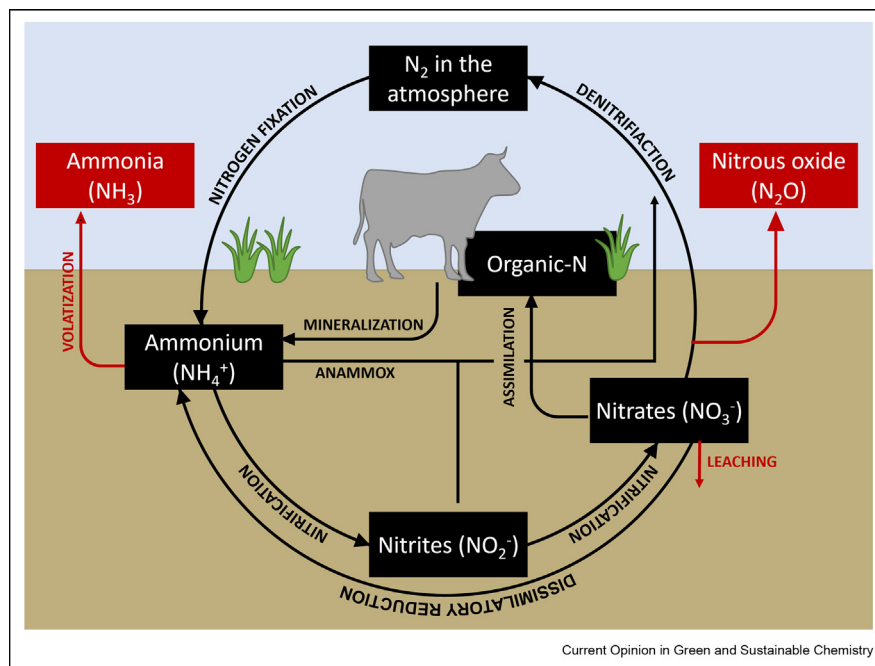 N₂ in the
atmosphere
NITROGEN FIXATION
DENITRIFIACTION
Ammonia
(NH₃)
Nitrous oxide
(N₂O)
Organic-N
VOLATIZATION
MINERALIZATION
Ammonium
(NH₄⁺)
ANAMMOX
ASSIMILATION
Nitrates (NO₃⁻)
LEACHING
NITRIFICATION
NITRIFICATION
Nitrites (NO₂⁻)
DISSIMILATORY REDUCTION
Current Opinion in Green and Sustainable Chemistry